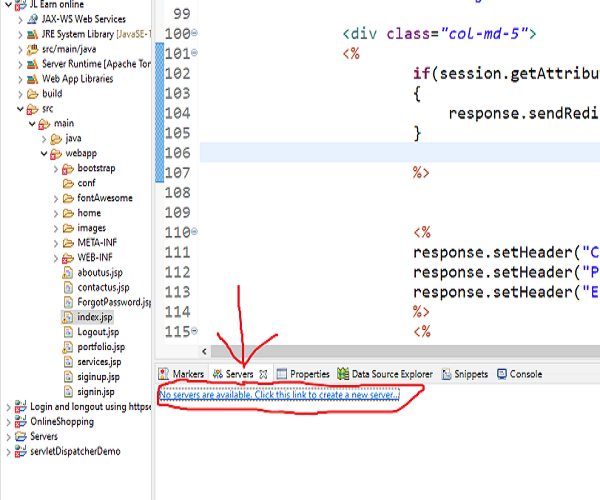 JL Earn online
JAX-WS Web Services
JRE System Library [JavaSE-1
src/main/java
Server Runtime [Apache Tom
Web App Libraries
build
src
main
java
webapp
bootstrap
conf
fontAwesome
home
images
META-INF
WEB-INF
aboutus.jsp
contactus.jsp
ForgotPassword.jsp
index.jsp
Logout.jsp
portfolio.jsp
services.jsp
siginup.jsp
signin.jsp
Login and longout using httpse
OnlineShopping
Servers
servletDispatcherDemo
99
100 <div class="col-md-5">
101 <%
102 if(session.getAttribu
103 {
104 response.sendRedi
105 }
106
107 %>
108
109
110 <%
111 response.setHeader("C
112 response.setHeader("P
113 response.setHeader("E
114 %>
115 <%
Markers Servers Properties Data Source Explorer Snippets Console
No servers are available. Click this link to create a new server...